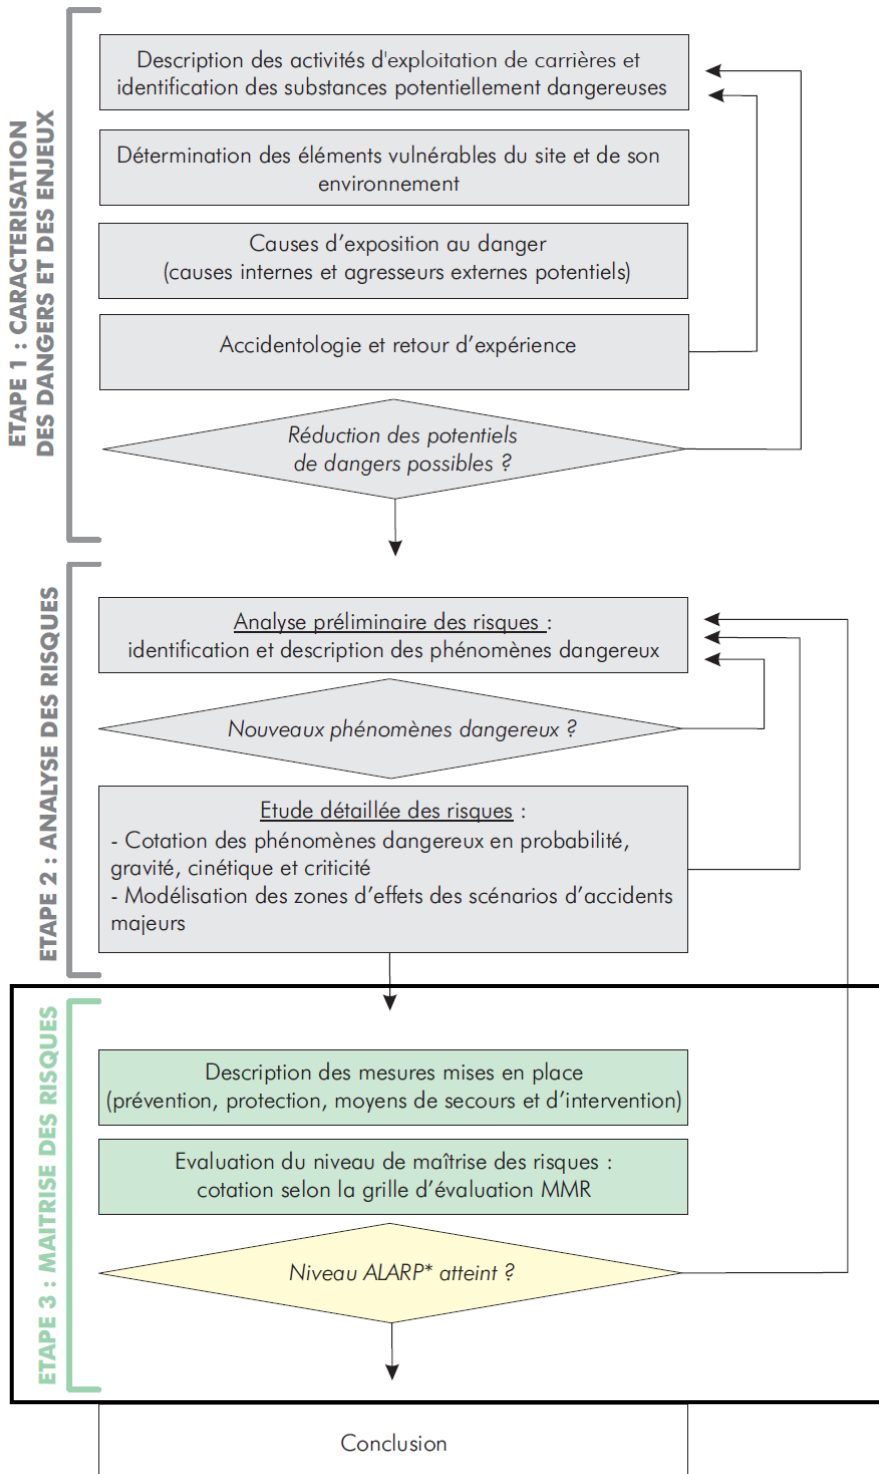 ETAPE 1 : CARACTERISATION
DES DANGERS ET DES ENJEUX
Description des activités d'exploitation de carrières et
identification des substances potentiellement dangereuses
Détermination des éléments vulnérables du site et de son
environnement
Causes d’exposition au danger
(causes internes et agresseurs externes potentiels)
Accidentologie et retour d’expérience
Réduction des potentiels
de dangers possibles ?
ETAPE 2 : ANALYSE DES RISQUES
Analyse préliminaire des risques :
identification et description des phénomènes dangereux
Nouveaux phénomènes dangereux ?
Etude détaillée des risques :
- Cotation des phénomènes dangereux en probabilité,
gravité, cinétique et criticité
- Modélisation des zones d’effets des scénarios d’accidents
majeurs
ETAPE 3 : MAITRISE DES RISQUES
Description des mesures mises en place
(prévention, protection, moyens de secours et d’intervention)
Evaluation du niveau de maîtrise des risques :
cotation selon la grille d’évaluation MMR
Niveau ALARP* atteint ?
Conclusion